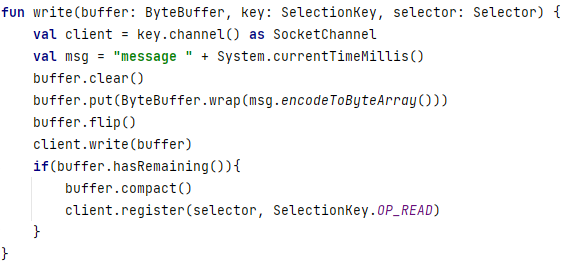 fun write(buffer: ByteBuffer, key: SelectionKey, selector: Selector) {
    val client = key.channel() as SocketChannel
    val msg = "message " + System.currentTimeMillis()
    buffer.clear()
    buffer.put(ByteBuffer.wrap(msg.encodeToByteArray()))
    buffer.flip()
    client.write(buffer)
    if(buffer.hasRemaining()){
        buffer.compact()
        client.register(selector, SelectionKey.OP_READ)
    }
}